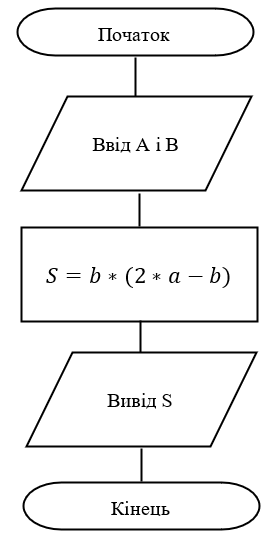 Початок
Ввід А і В
S = b ∗ (2 ∗ a − b)
Вивід S
Кінець